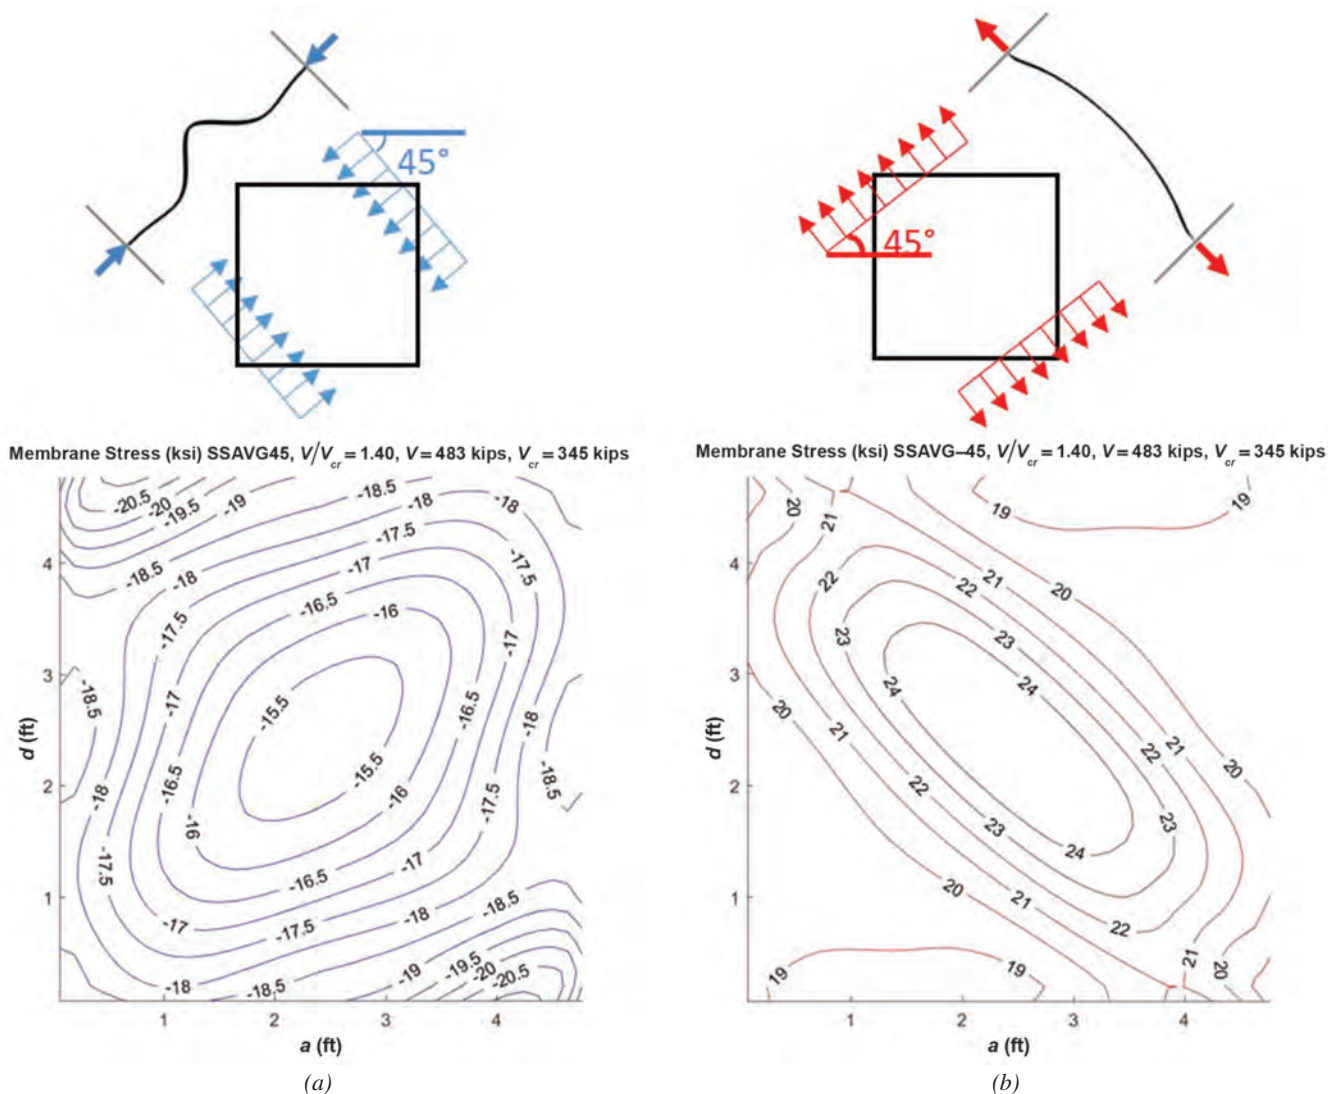 45°
45°
Membrane Stress (ksi) SSAVG45, V/Vcr = 1.40, V = 483 kips, Vcr = 345 kips
-20.5 -20 -19.5 -19 -18.5 -18
-17.5
-18.5 -18 -17 -17.5
-16.5 -16
-17.5 -17
-18.5 -17 -15.5 -16.5 -18
-16.5 -15.5 -18.5
-18 -16 -16 -17.5
-17.5 -16.5 -17
-17 -17.5 -18 -18.5
-18 -18.5 -19 -19.5 -20 -20.5
4
3
2
1
d (ft)
1 2 3 4
a (ft)
(a)
Membrane Stress (ksi) SSAVG–45, V/Vcr = 1.40, V = 483 kips, Vcr = 345 kips
20 21 19 19
22 22 21 20
23 23
24 24
20 21 22 21 20
22 23 23
20 21 24
22
19 19 21 20
4
3
2
1
d (ft)
1 2 3 4
a (ft)
(b)